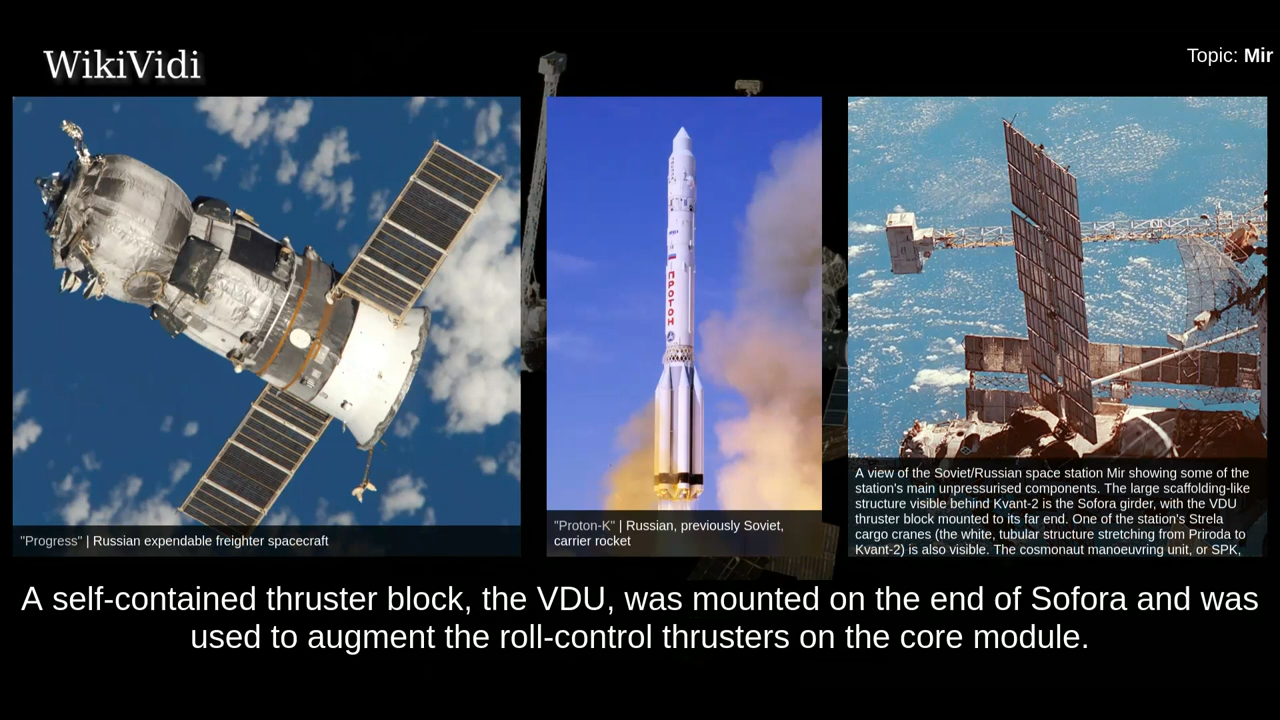 WikiVidi
Topic: Mir
ПРОТОН
"Progress" | Russian expendable freighter spacecraft
"Proton-K" | Russian, previously Soviet,
carrier rocket
A view of the Soviet/Russian space station Mir showing some of the
station's main unpressurised components. The large scaffolding-like
structure visible behind Kvant-2 is the Sofora girder, with the VDU
thruster block mounted to its far end. One of the station's Strela
cargo cranes (the white, tubular structure stretching from Priroda to
Kvant-2) is also visible. The cosmonaut manoeuvring unit, or SPK,
A self-contained thruster block, the VDU, was mounted on the end of Sofora and was
used to augment the roll-control thrusters on the core module.